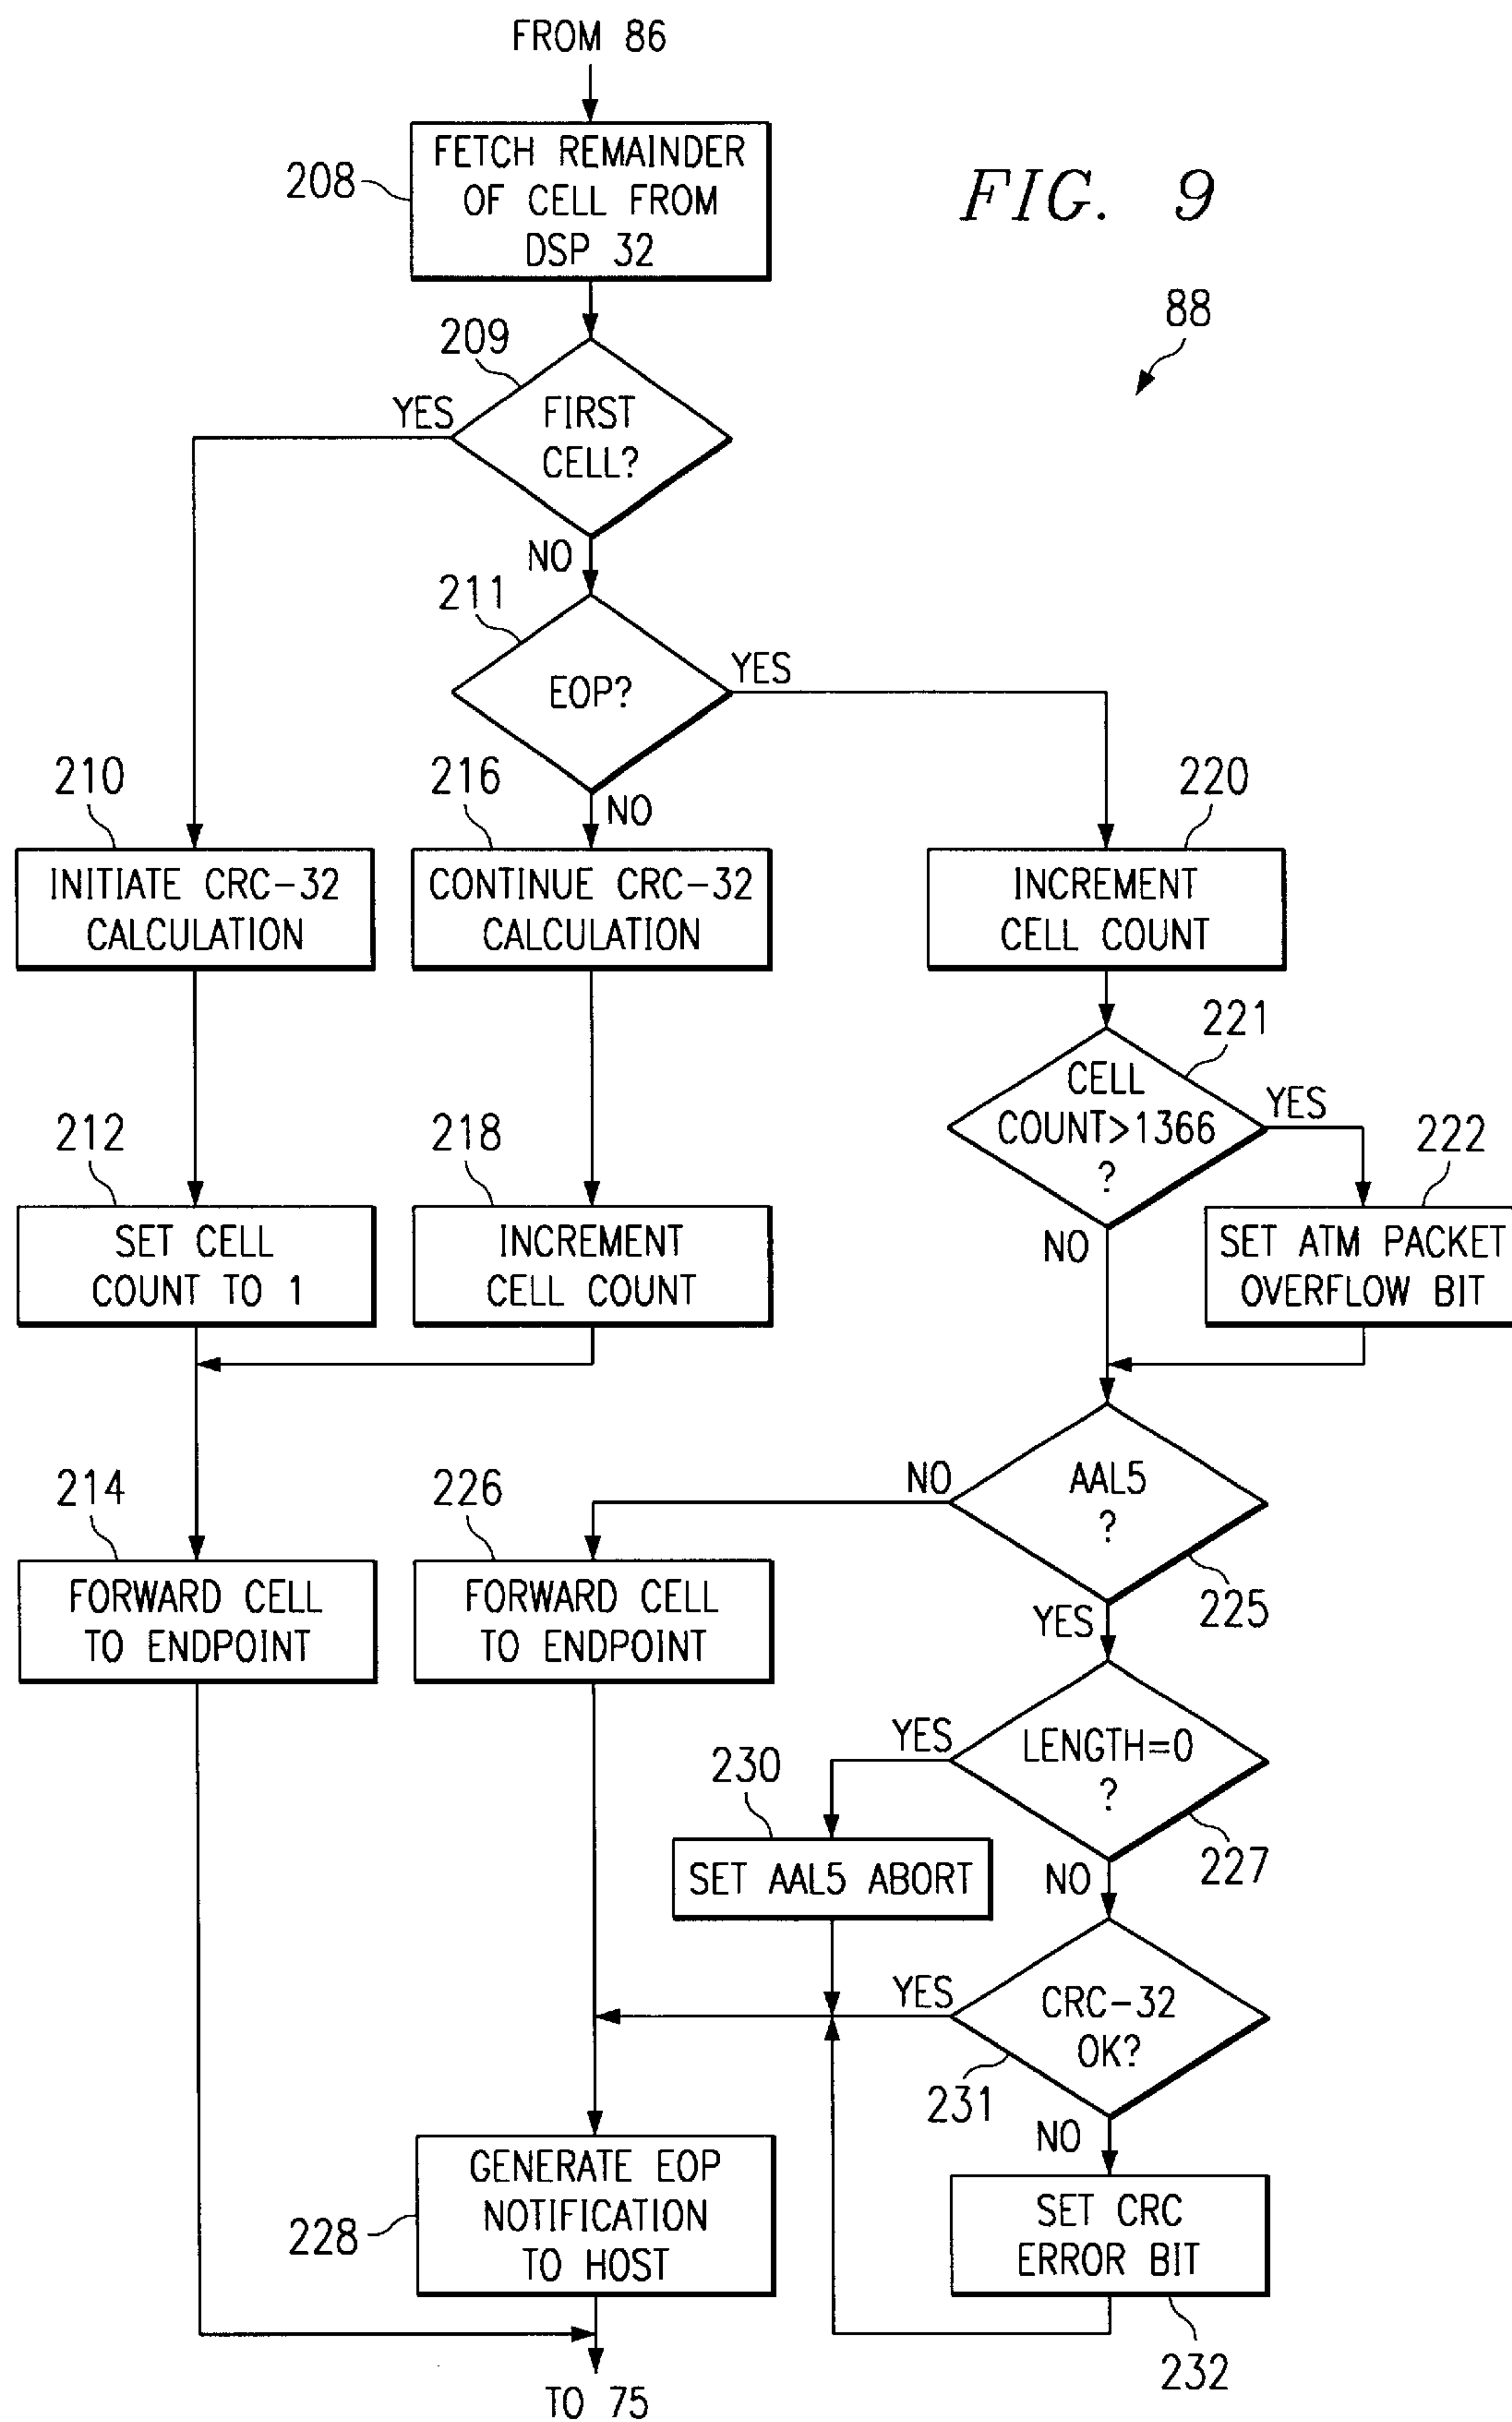 FROM 86
FETCH REMAINDER
OF CELL FROM
DSP 32
208
FIG. 9
88
209
YES
FIRST
CELL?
NO
211
EOP?
YES
NO
210
INITIATE CRC-32
CALCULATION
216
CONTINUE CRC-32
CALCULATION
220
INCREMENT
CELL COUNT
221
CELL
COUNT>1366
?
YES
NO
222
SET ATM PACKET
OVERFLOW BIT
212
SET CELL
COUNT TO 1
218
INCREMENT
CELL COUNT
NO
AAL5
?
225
YES
214
FORWARD CELL
TO ENDPOINT
226
FORWARD CELL
TO ENDPOINT
YES
LENGTH=0
?
227
NO
230
SET AAL5 ABORT
YES
CRC-32
OK?
231
NO
228
GENERATE EOP
NOTIFICATION
TO HOST
SET CRC
ERROR BIT
232
TO 75